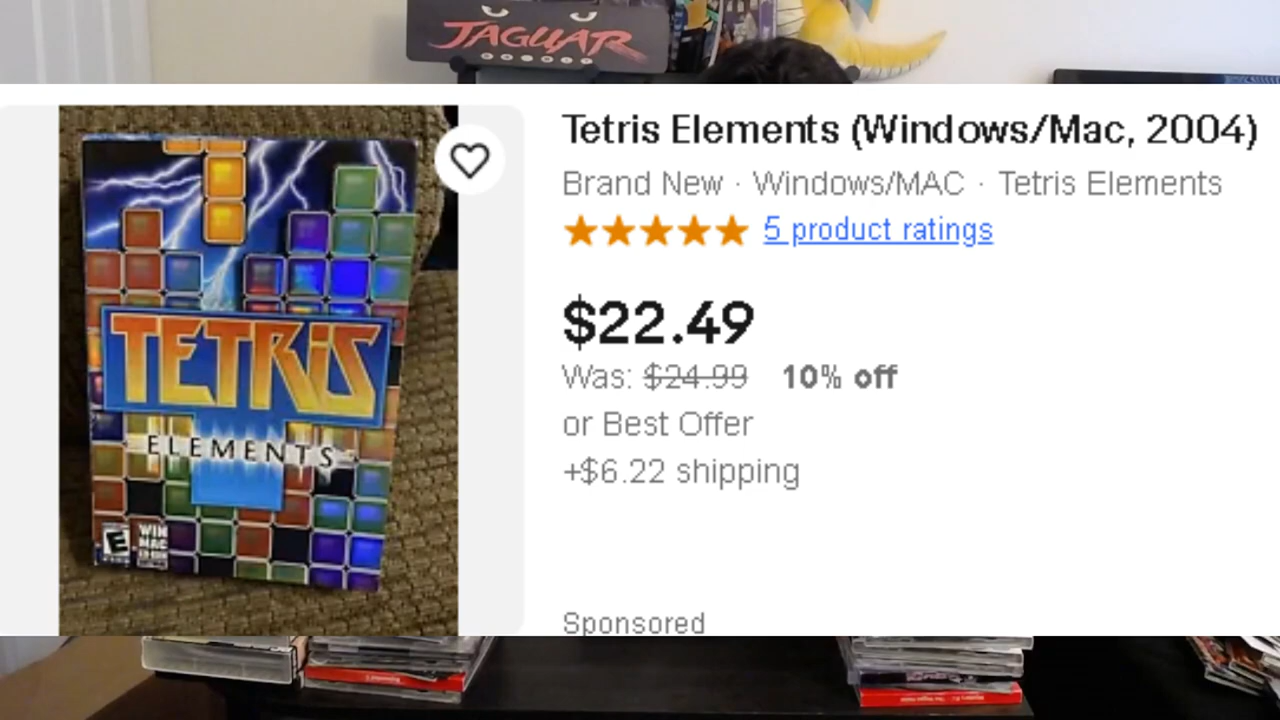 JAGUAR
Tetris Elements (Windows/Mac, 2004)
Brand New · Windows/MAC · Tetris Elements
5 product ratings
$22.49
Was: $24.99 10% off
or Best Offer
+$6.22 shipping
Sponsored
TETRIS
ELEMENTS
E
WIN
MAC